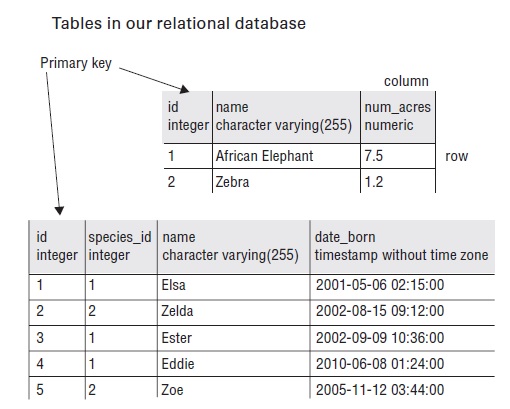 Tables in our relational database
Primary key
column
id name num_acres
integer character varying(255) numeric
1 African Elephant 7.5 row
2 Zebra 1.2
id species_id name date_born
integer integer character varying(255) timestamp without time zone
1 1 Elsa 2001-05-06 02:15:00
2 2 Zelda 2002-08-15 09:12:00
3 1 Ester 2002-09-09 10:36:00
4 1 Eddie 2010-06-08 01:24:00
5 2 Zoe 2005-11-12 03:44:00